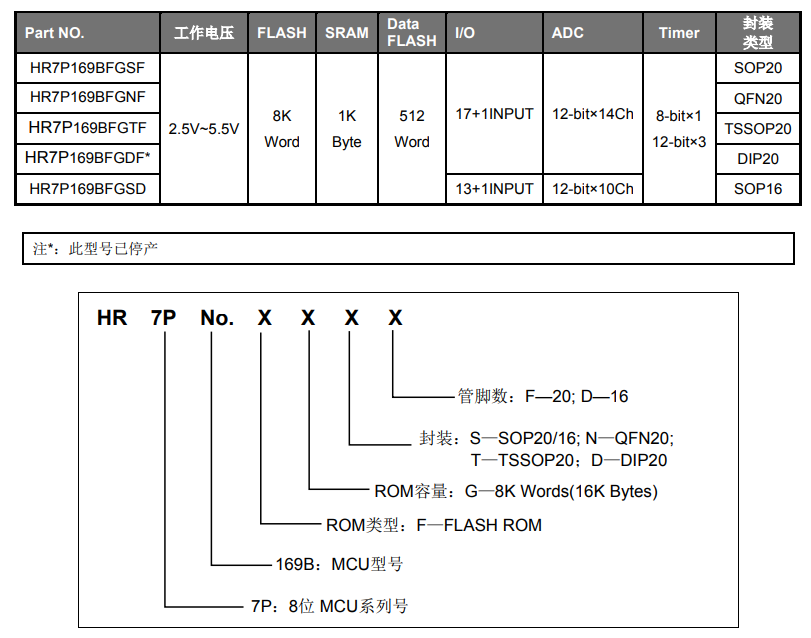 Part NO. 工作电压 FLASH SRAM Data FLASH I/O ADC Timer 封装类型
HR7P169BFGSF 2.5V~5.5V 8K Word 1K Byte 512 Word 17+1INPUT 12-bit×14Ch 8-bit×1 12-bit×3 SOP20
HR7P169BFGNF QFN20
HR7P169BFGTF TSSOP20
HR7P169BFGDF* DIP20
HR7P169BFGSD 13+1INPUT 12-bit×10Ch SOP16
注*：此型号已停产
HR 7P No. X X X X
管脚数：F—20; D—16
封装：S—SOP20/16; N—QFN20;
T—TSSOP20；D—DIP20
ROM容量：G—8K Words(16K Bytes)
ROM类型：F—FLASH ROM
169B：MCU型号
7P：8位 MCU系列号